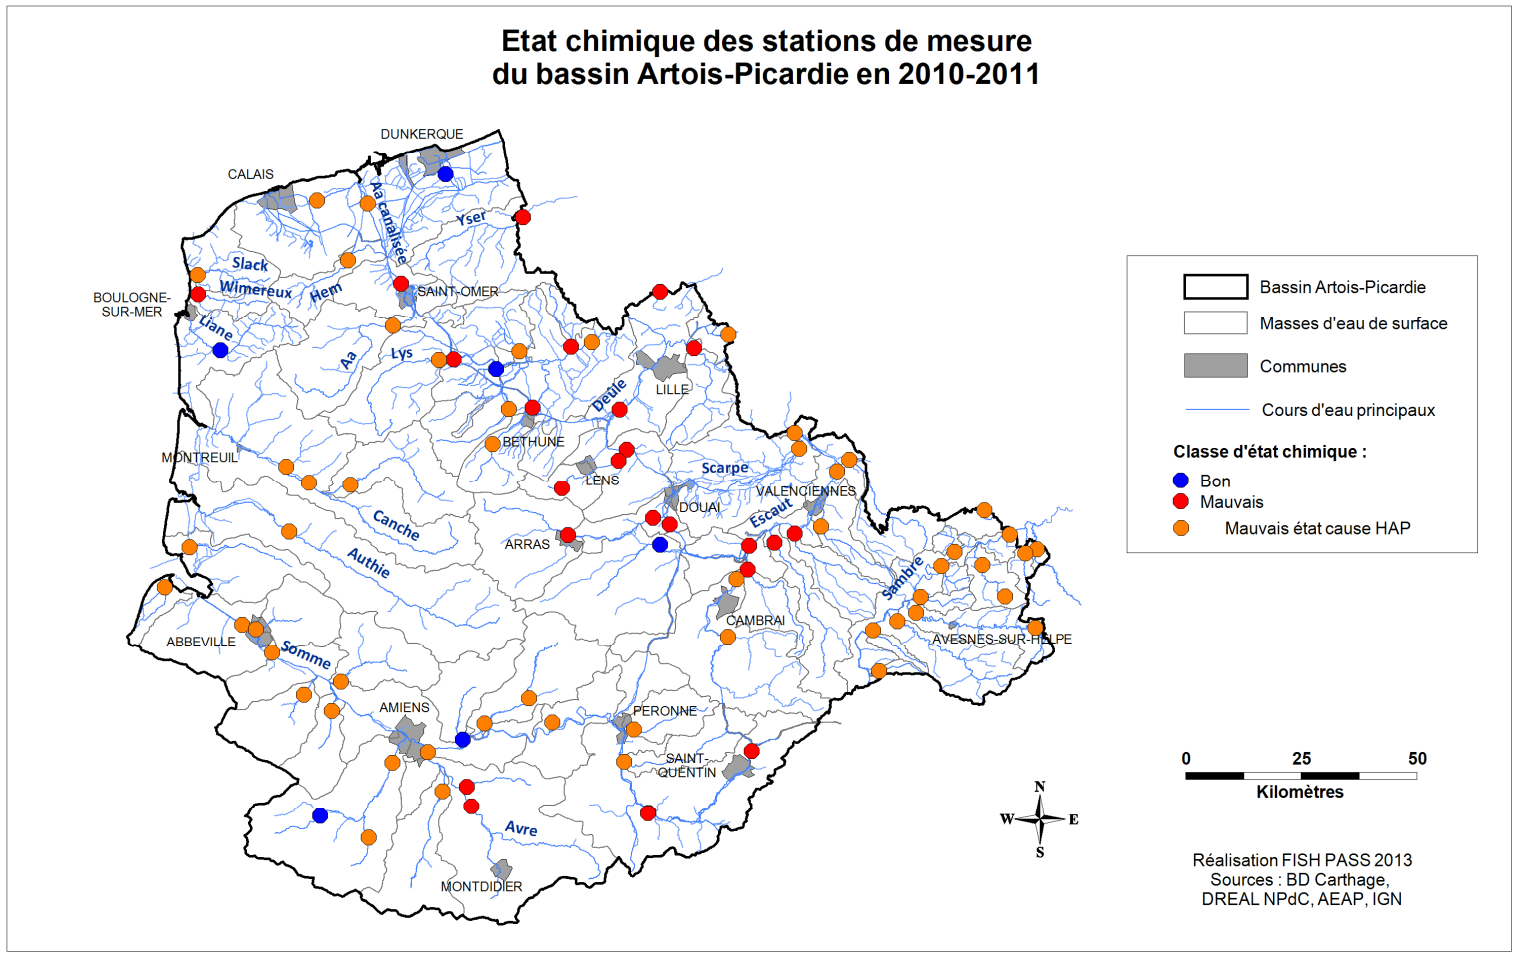 Etat chimique des stations de mesure
du bassin Artois-Picardie en 2010-2011
DUNKERQUE
CALAIS
Aa canalisée
Yser
Slack
Wimereux
Hem
SAINT-OMER
BOULOGNE-
SUR-MER
Liane
Aa
Lys
LILLE
Deûle
BETHUNE
MONTREUIL
LENS
Scarpe
VALENCIENNES
DOUAI
Escaut
Canche
ARRAS
Authie
Sambre
CAMBRAI
AVESNES-SUR-HELPE
ABBEVILLE
Somme
AMIENS
PERONNE
SAINT-
QUENTIN
Avre
MONTDIDIER
Bassin Artois-Picardie
Masses d'eau de surface
Communes
Cours d'eau principaux
Classe d'état chimique :
Bon
Mauvais
Mauvais état cause HAP
0 25 50
Kilomètres
N
W E
S
Réalisation FISH PASS 2013
Sources : BD Carthage,
DREAL NPdC, AEAP, IGN